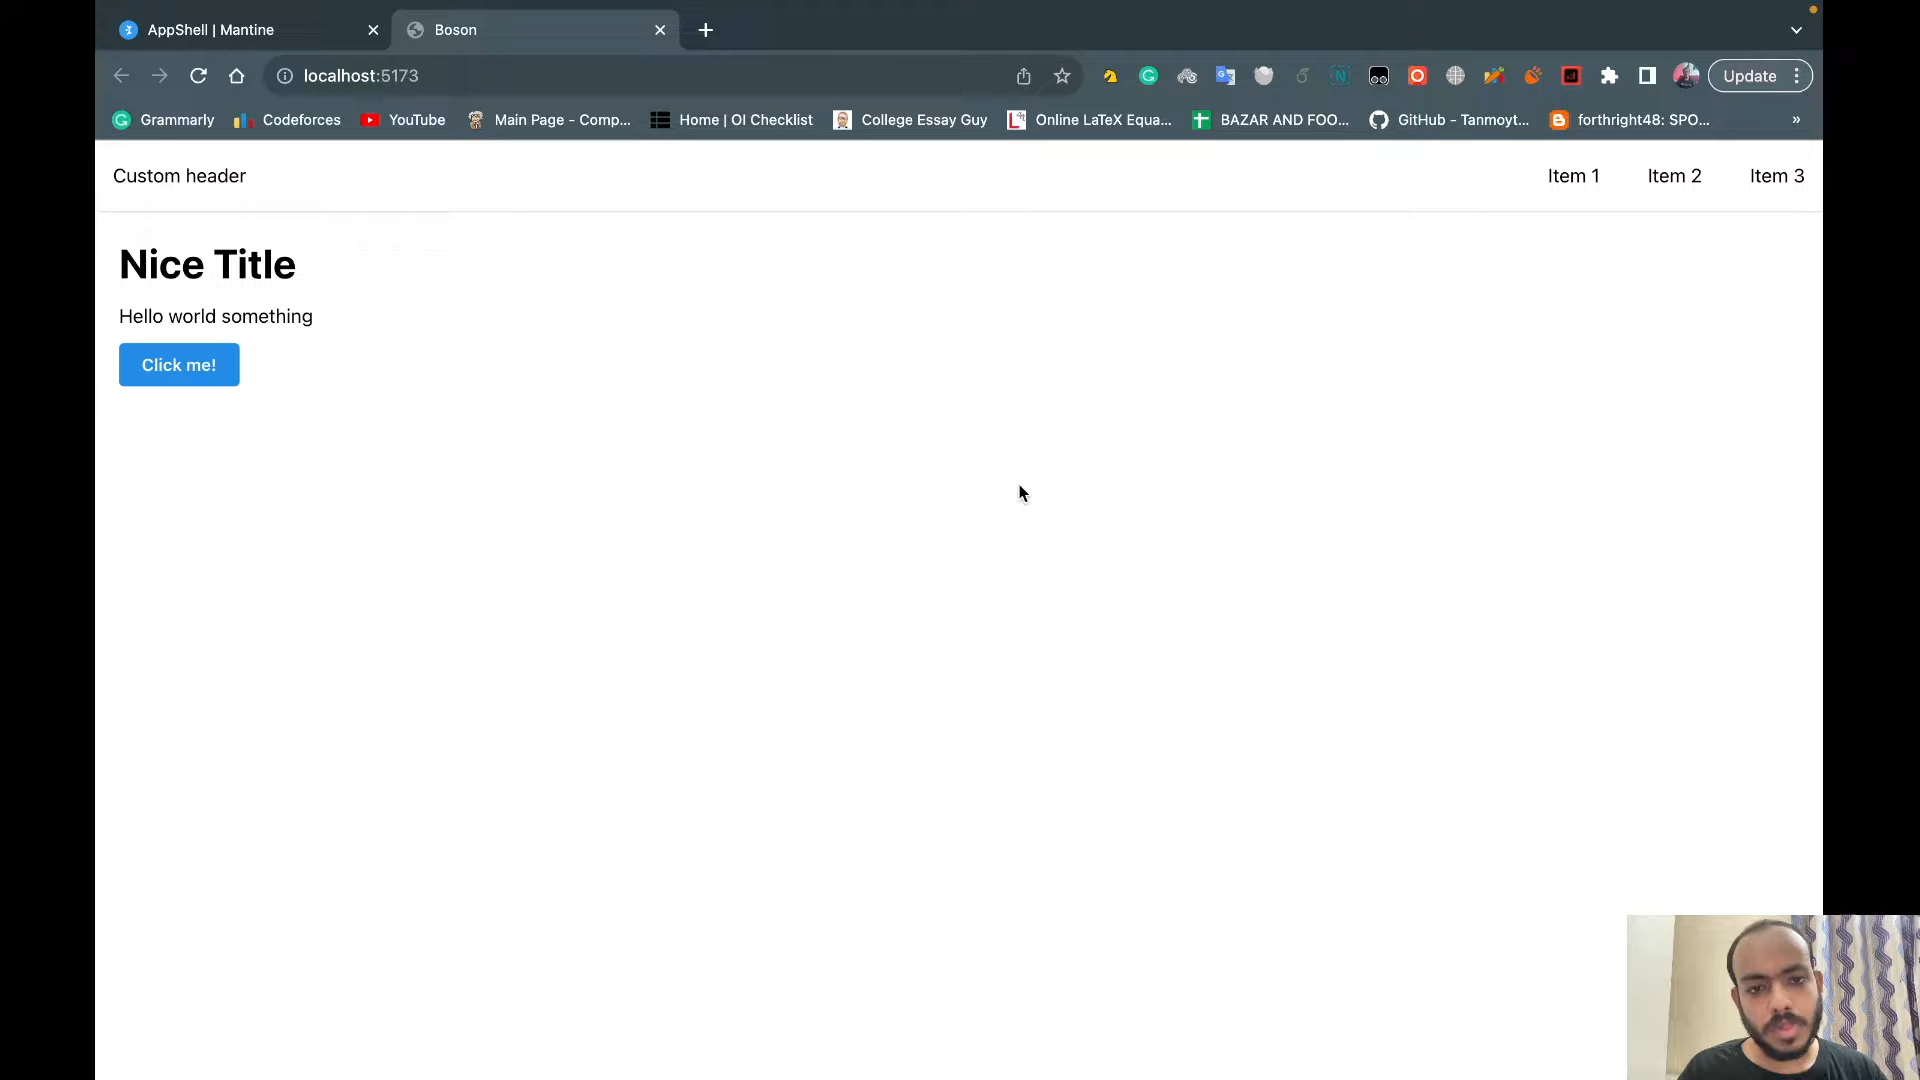 AppShell | Mantine
Boson
localhost:5173
Update
Grammarly
Codeforces
YouTube
Main Page - Comp...
Home | OI Checklist
College Essay Guy
Online LaTeX Equa...
BAZAR AND FOO...
GitHub - Tanmoyt...
forthright48: SPO...
»
Custom header
Item 1
Item 2
Item 3
Nice Title
Hello world something
Click me!